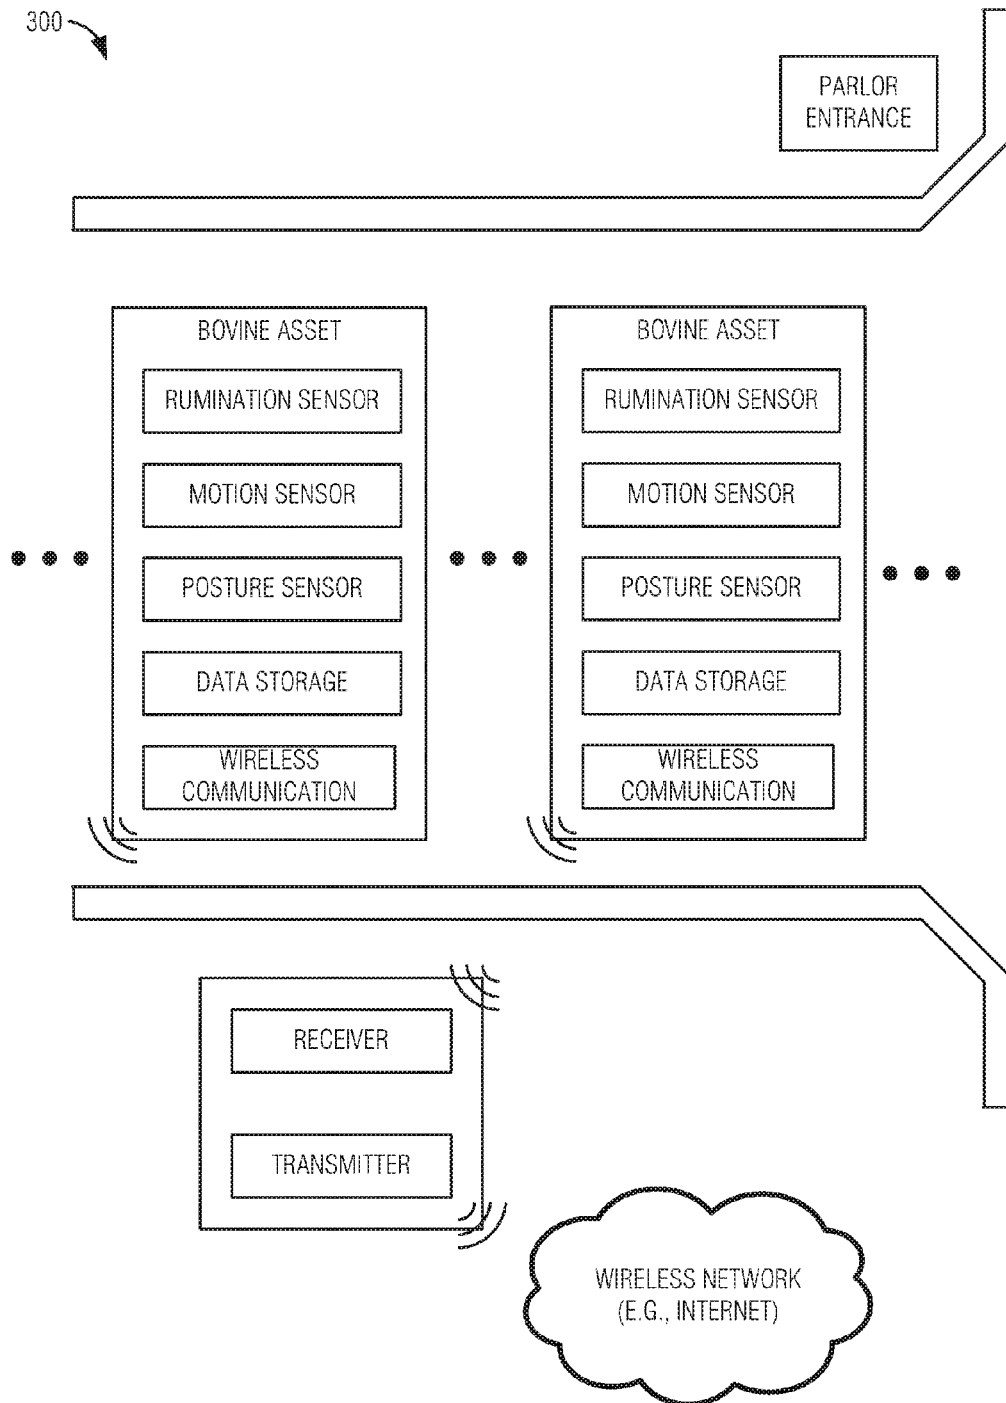 300
PARLOR
ENTRANCE
BOVINE ASSET
RUMINATION SENSOR
MOTION SENSOR
POSTURE SENSOR
DATA STORAGE
WIRELESS
COMMUNICATION
BOVINE ASSET
RUMINATION SENSOR
MOTION SENSOR
POSTURE SENSOR
DATA STORAGE
WIRELESS
COMMUNICATION
RECEIVER
TRANSMITTER
WIRELESS NETWORK
(E.G., INTERNET)